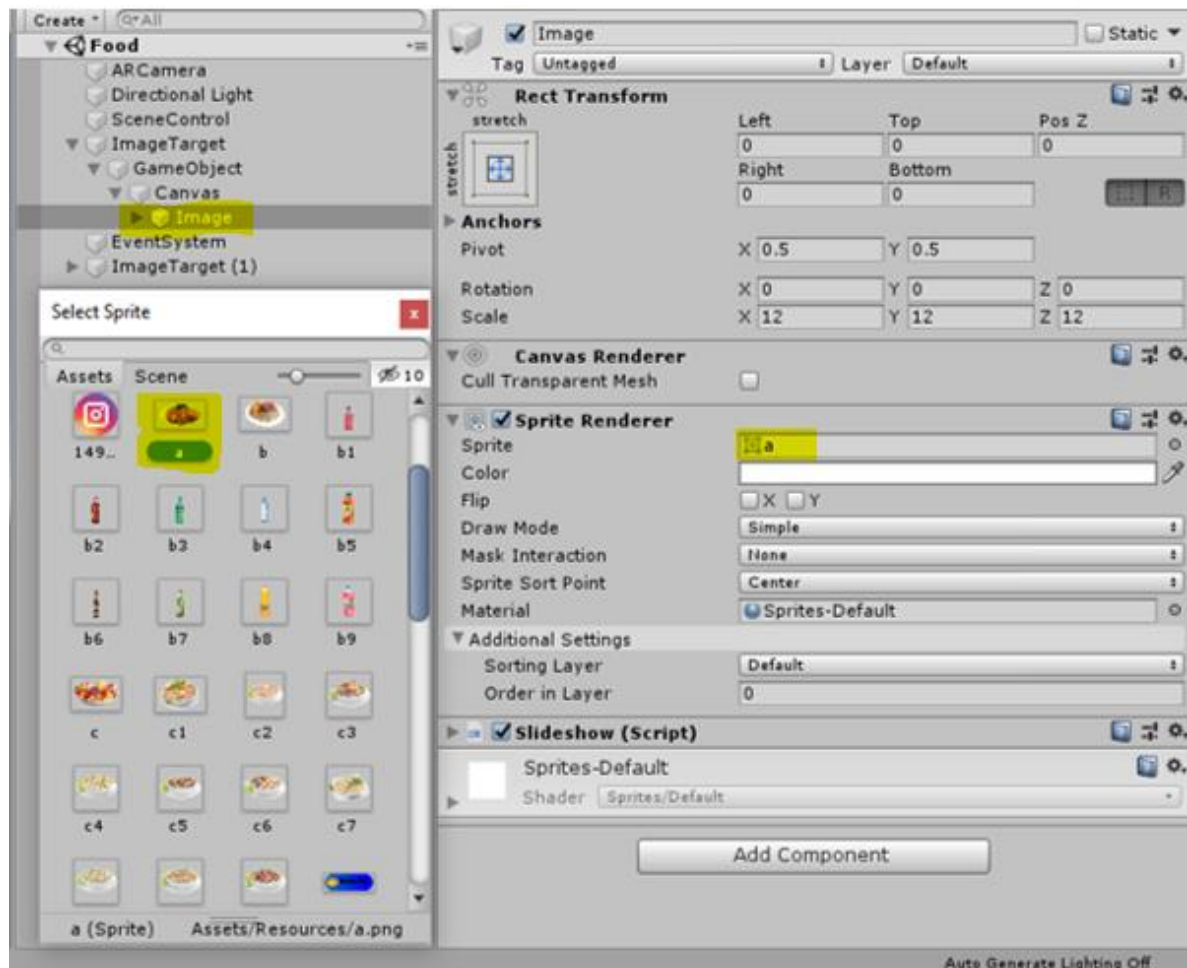 Create
All
Food
ARCamera
Directional Light
SceneControl
ImageTarget
GameObject
Canvas
Image
EventSystem
ImageTarget (1)
Select Sprite
x
Assets Scene 10
149... a b b1
b2 b3 b4 b5
b6 b7 b8 b9
c c1 c2 c3
c4 c5 c6 c7
a (Sprite) Assets/Resources/a.png
Image Static
Tag Untagged Layer Default
Rect Transform
stretch Left Top Pos Z
stretch
0 0 0
Right Bottom
0 0 R
Anchors
Pivot X 0.5 Y 0.5
Rotation X 0 Y 0 Z 0
Scale X 12 Y 12 Z 12
Canvas Renderer
Cull Transparent Mesh
Sprite Renderer
Sprite a
Color
Flip X Y
Draw Mode Simple
Mask Interaction None
Sprite Sort Point Center
Material Sprites-Default
Additional Settings
Sorting Layer Default
Order in Layer 0
Slideshow (Script)
Sprites-Default
Shader Sprites/Default
Add Component
Auto Generate Lighting Off